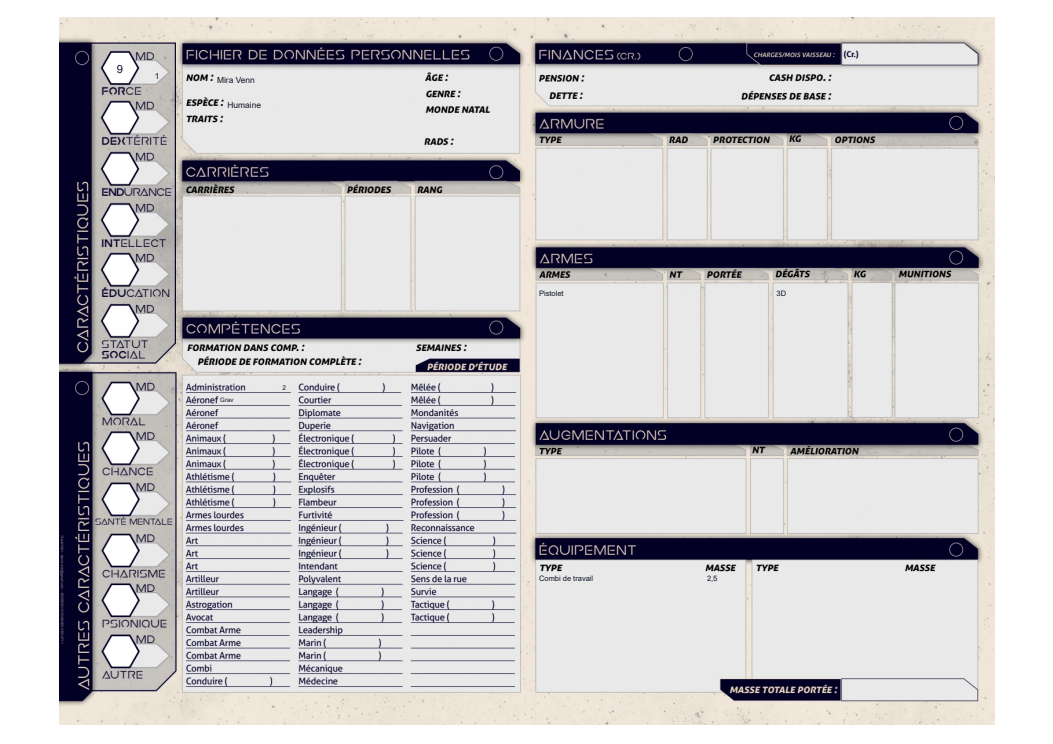 CARACTÉRISTIQUES
MD
9
1
FORCE
MD
DEXTÉRITÉ
MD
ENDURANCE
MD
INTELLECT
MD
ÉDUCATION
MD
STATUT
SOCIAL
AUTRES CARACTÉRISTIQUES
MD
MORAL
MD
CHANCE
MD
SANTÉ MENTALE
MD
CHARISME
MD
PSIONIQUE
MD
AUTRE
FICHIER DE DONNÉES PERSONNELLES
NOM : Mira Venn
ÂGE :
GENRE :
ESPÈCE : Humaine
MONDE NATAL
TRAITS :
RADS :
CARRIÈRES
CARRIÈRES PÉRIODES RANG
COMPÉTENCES
FORMATION DANS COMP. : SEMAINES :
PÉRIODE DE FORMATION COMPLÈTE :
PÉRIODE D'ÉTUDE
Administration 2
Aéronef Grav
Aéronef
Aéronef
Animaux ( )
Animaux ( )
Animaux ( )
Athlétisme ( )
Athlétisme ( )
Athlétisme ( )
Armes lourdes
Armes lourdes
Art
Art
Art
Artilleur
Artilleur
Astrogation
Avocat
Combat Arme
Combat Arme
Combat Arme
Combi
Conduire ( )
Conduire ( )
Courtier
Diplomate
Duperie
Électronique ( )
Électronique ( )
Électronique ( )
Enquêter
Explosifs
Flambeur
Furtivité
Ingénieur ( )
Ingénieur ( )
Ingénieur ( )
Intendant
Polyvalent
Langage ( )
Langage ( )
Langage ( )
Leadership
Marin ( )
Marin ( )
Mécanique
Médecine
Mêlée ( )
Mêlée ( )
Mondanités
Navigation
Persuader
Pilote ( )
Pilote ( )
Pilote ( )
Profession ( )
Profession ( )
Profession ( )
Reconnaissance
Science ( )
Science ( )
Science ( )
Sens de la rue
Survie
Tactique ( )
Tactique ( )
FINANCES (CR.)
CHARGES/MOIS VAISSEAU : (Cr.)
PENSION : CASH DISPO. :
DETTE : DÉPENSES DE BASE :
ARMURE
TYPE RAD PROTECTION KG OPTIONS
ARMES
ARMES NT PORTÉE DÉGÂTS KG MUNITIONS
Pistolet 3D
AUGMENTATIONS
TYPE NT AMÉLIORATION
ÉQUIPEMENT
TYPE MASSE TYPE MASSE
Combi de travail 2,5
MASSE TOTALE PORTÉE :